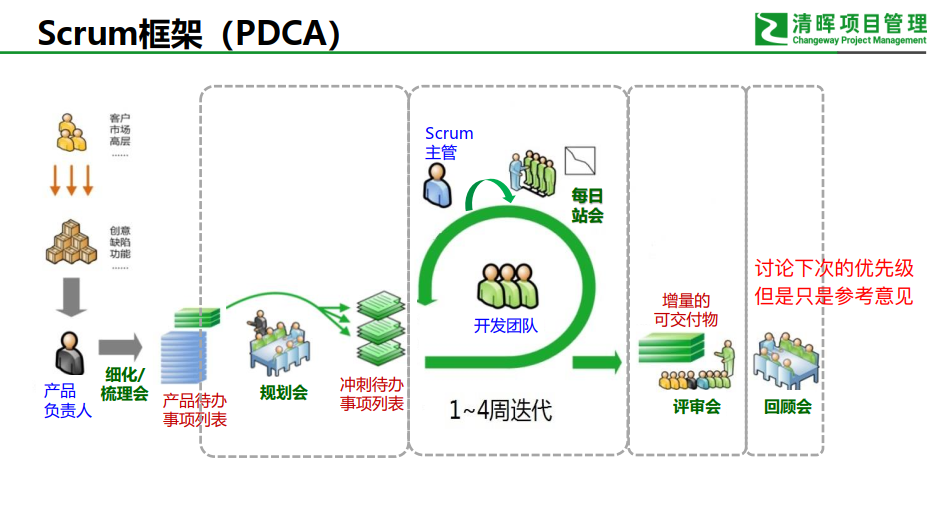 Scrum框架（PDCA）
清晖项目管理
Changeway Project Management
客户
市场
高层
......
创意
缺陷
功能
......
产品
负责人
细化/
梳理会
产品待办
事项列表
规划会
冲刺待办
事项列表
Scrum
主管
每日
站会
开发团队
1~4周迭代
增量的
可交付物
评审会
讨论下次的优先级
但是只是参考意见
回顾会